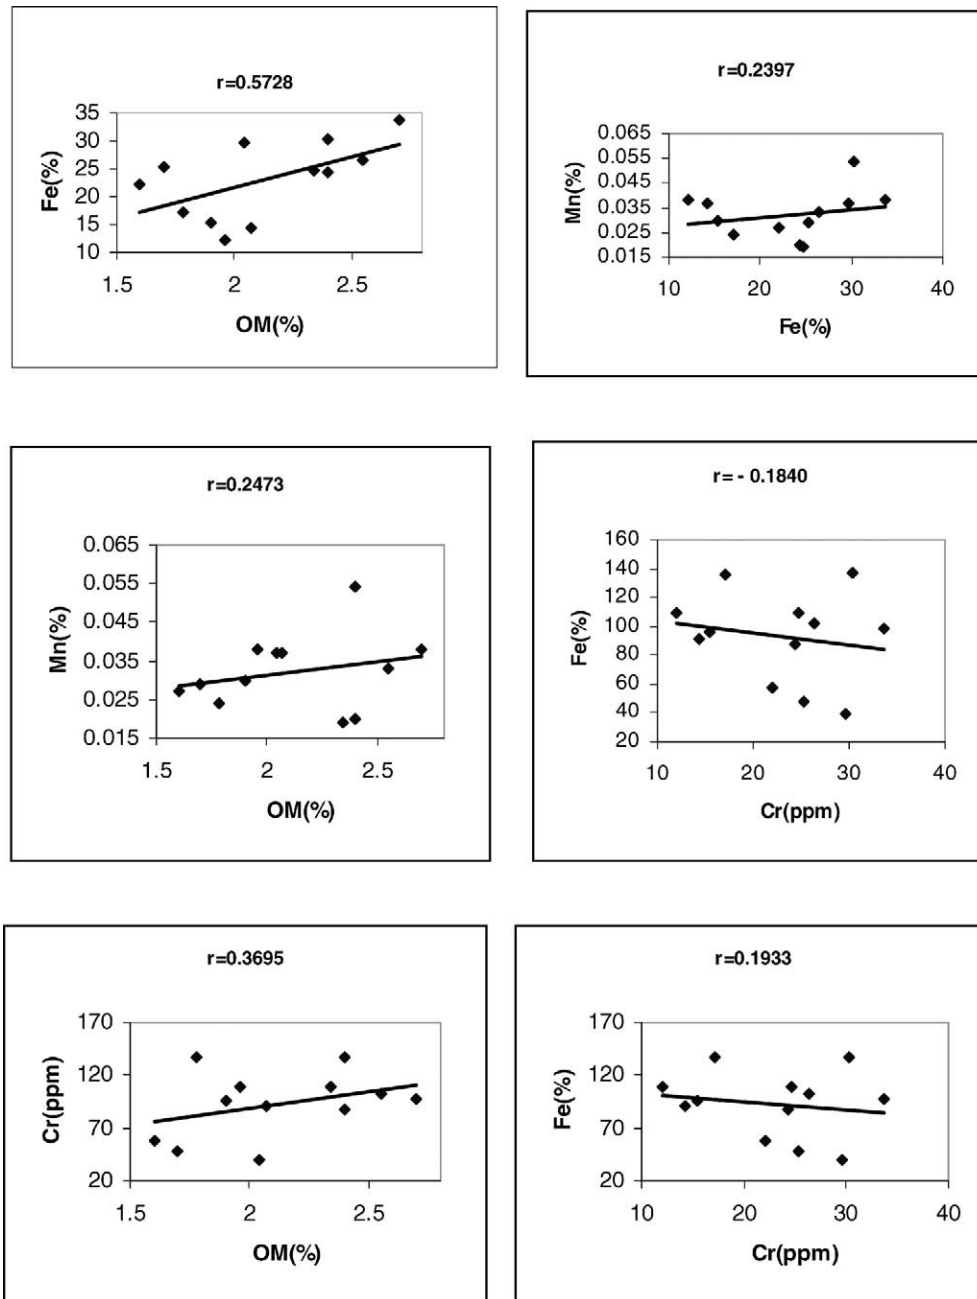 r=0.5728
35
30
25
20
15
10
Fe(%)
1.5 2 2.5
OM(%)
r=0.2397
0.065
0.055
0.045
0.035
0.025
0.015
Mn(%)
10 20 30 40
Fe(%)
r=0.2473
0.065
0.055
0.045
0.035
0.025
0.015
Mn(%)
1.5 2 2.5
OM(%)
r= - 0.1840
160
140
120
100
80
60
40
20
Fe(%)
10 20 30 40
Cr(ppm)
r=0.3695
170
120
70
20
Cr(ppm)
1.5 2 2.5
OM(%)
r=0.1933
170
120
70
20
Fe(%)
10 20 30 40
Cr(ppm)